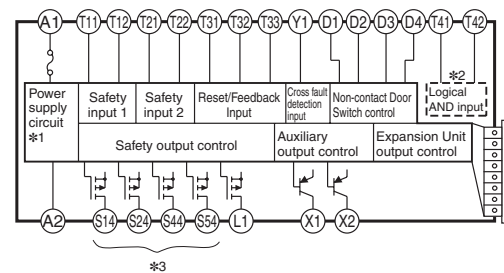 A1 T11 T12 T21 T22 T31 T32 T33 Y1 D1 D2 D3 D4 T41 T42
*2
Power
supply
circuit
*1
Safety
input 1
Safety
input 2
Reset/Feedback
Input
Cross fault
detection
input
Non-contact Door
Switch control
Logical
AND input
Safety output control
Auxiliary
output control
Expansion Unit
output control
A2 S14 S24 S44 S54 L1 X1 X2
*3